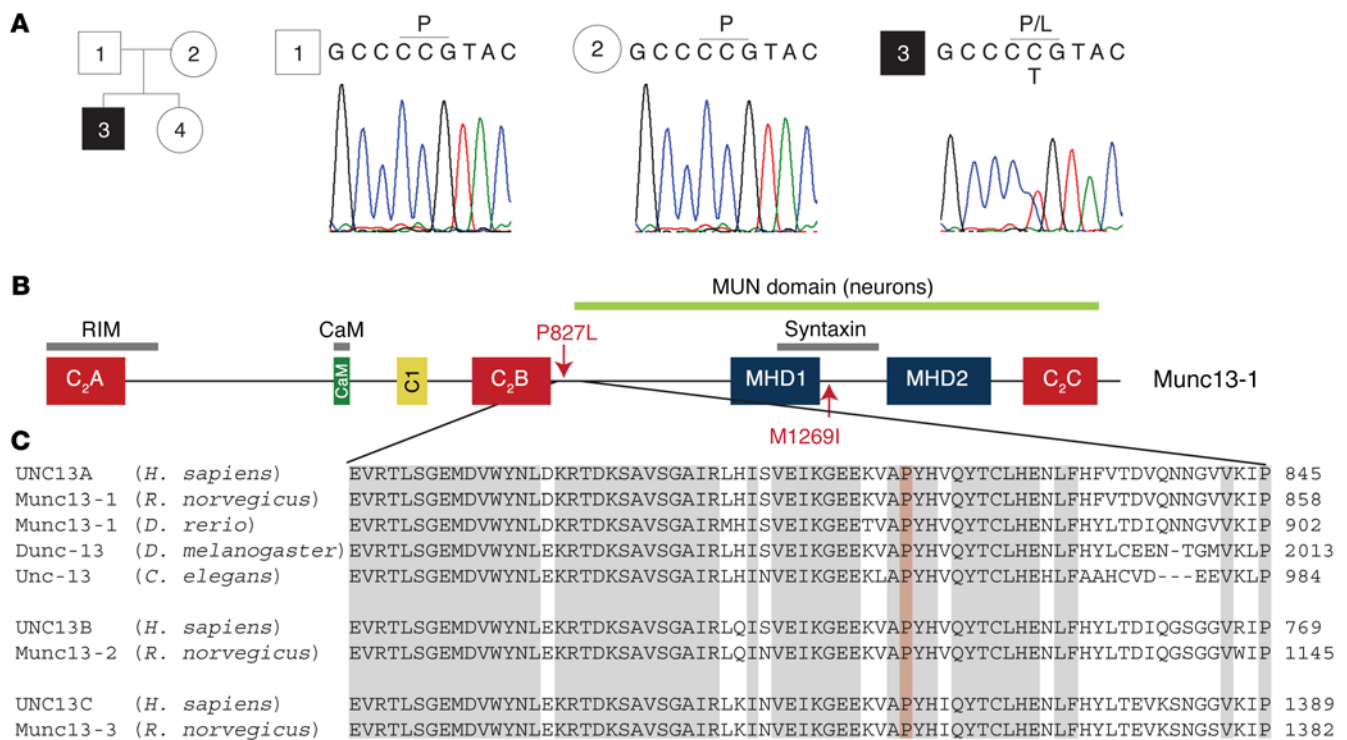 A
1 2
3 4
P
1 GCCCCGTAC
P
2 GCCCCGTAC
P/L
3 GCCCCGTAC
T
B
MUN domain (neurons)
RIM CaM P827L Syntaxin
C2A CaM C1 C2B MHD1 MHD2 C2C Munc13-1
M1269I
C
UNC13A (H. sapiens) EVRTLSGEMDVWYNLDKRTDKSAVSGAIRLHISVEIKGEEKVAPYHVQYTCLHENLFHFVTDVQNNGVVKIP 845
Munc13-1 (R. norvegicus) EVRTLSGEMDVWYNLDKRTDKSAVSGAIRLHISVEIKGEEKVAPYHVQYTCLHENLFHFVTDVQNNGVVKIP 858
Munc13-1 (D. rerio) EVRTLSGEMDVWYNLDKRTDKSAVSGAIRMHISVEIKGEETVAPYHVQYTCLHENLFHYLTDIQNNGVVKIP 902
Dunc-13 (D. melanogaster) EVRTLSGEMDVWYNLEKRTDKSAVSGAIRLHISVEIKGEEKVAPYHVQYTCLHENLFHYLCEEN-TGMVKLP 2013
Unc-13 (C. elegans) EVRTLSGEMDVWYNLEKRTDKSAVSGAIRLHINVEIKGEEKLAPYHVQYTCLHEHLFAAHCVD---EEVKLP 984
UNC13B (H. sapiens) EVRTLSGEMDVWYNLEKRTDKSAVSGAIRLQISVEIKGEEKVAPYHVQYTCLHENLFHYLTDIQGSGGVRIP 769
Munc13-2 (R. norvegicus) EVRTLSGEMDVWYNLEKRTDKSAVSGAIRLQINVEIKGEEKVAPYHVQYTCLHENLFHYLTDIQGSGGVWIP 1145
UNC13C (H. sapiens) EVRTLSGEMDVWYNLEKRTDKSAVSGAIRLKINVEIKGEEKVAPYHIQYTCLHENLFHYLTEVKSNGGVKIP 1389
Munc13-3 (R. norvegicus) EVRTLSGEMDVWYNLEKRTDKSAVSGAIRLKINVEIKGEEKVAPYHIQYTCLHENLFHYLTEVKSNGSVKIP 1382